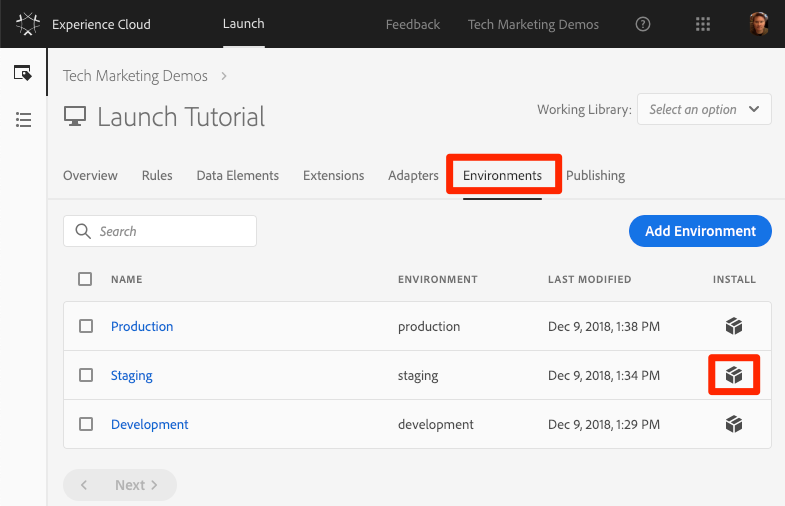 Experience Cloud Launch Feedback Tech Marketing Demos ?
Tech Marketing Demos >
Launch Tutorial
Working Library: Select an option
Overview Rules Data Elements Extensions Adapters Environments Publishing
Search
Add Environment
NAME ENVIRONMENT LAST MODIFIED INSTALL
Production production Dec 9, 2018, 1:38 PM
Staging staging Dec 9, 2018, 1:34 PM
Development development Dec 9, 2018, 1:29 PM
< Next >